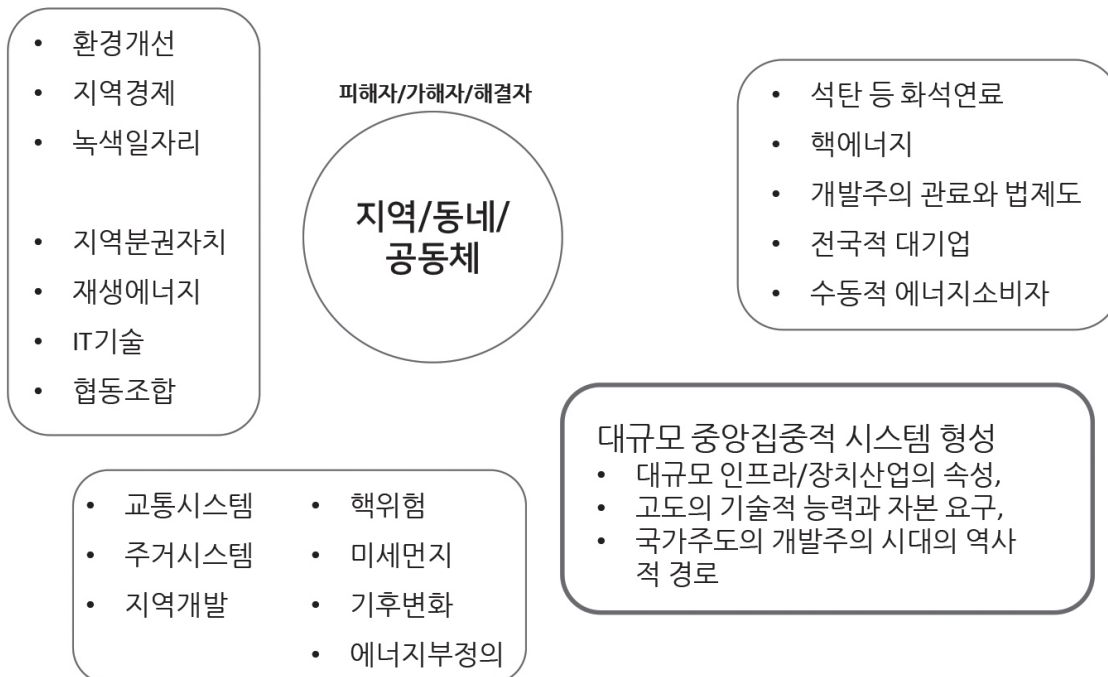 • 환경개선
• 지역경제
• 녹색일자리
• 지역분권자치
• 재생에너지
• IT기술
• 협동조합
피해자/가해자/해결자
지역/동네/
공동체
• 석탄 등 화석연료
• 핵에너지
• 개발주의 관료와 법제도
• 전국적 대기업
• 수동적 에너지소비자
대규모 중앙집중적 시스템 형성
• 대규모 인프라/장치산업의 속성,
• 고도의 기술적 능력과 자본 요구,
• 국가주도의 개발주의 시대의 역사
적 경로
• 교통시스템
• 주거시스템
• 지역개발
• 핵위험
• 미세먼지
• 기후변화
• 에너지부정의